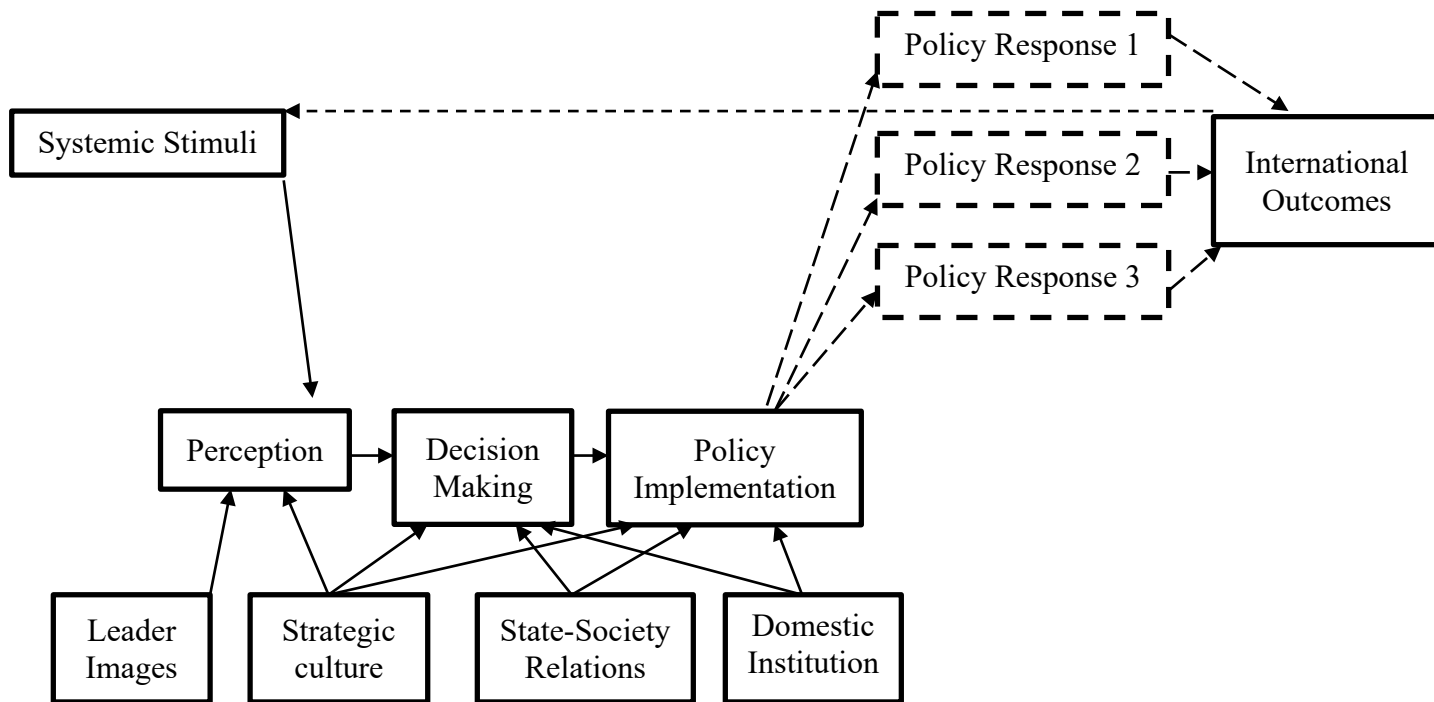 Policy Response 1
Systemic Stimuli
Policy Response 2
International
Outcomes
Policy Response 3
Perception
Decision
Making
Policy
Implementation
Leader
Images
Strategic
culture
State-Society
Relations
Domestic
Institution